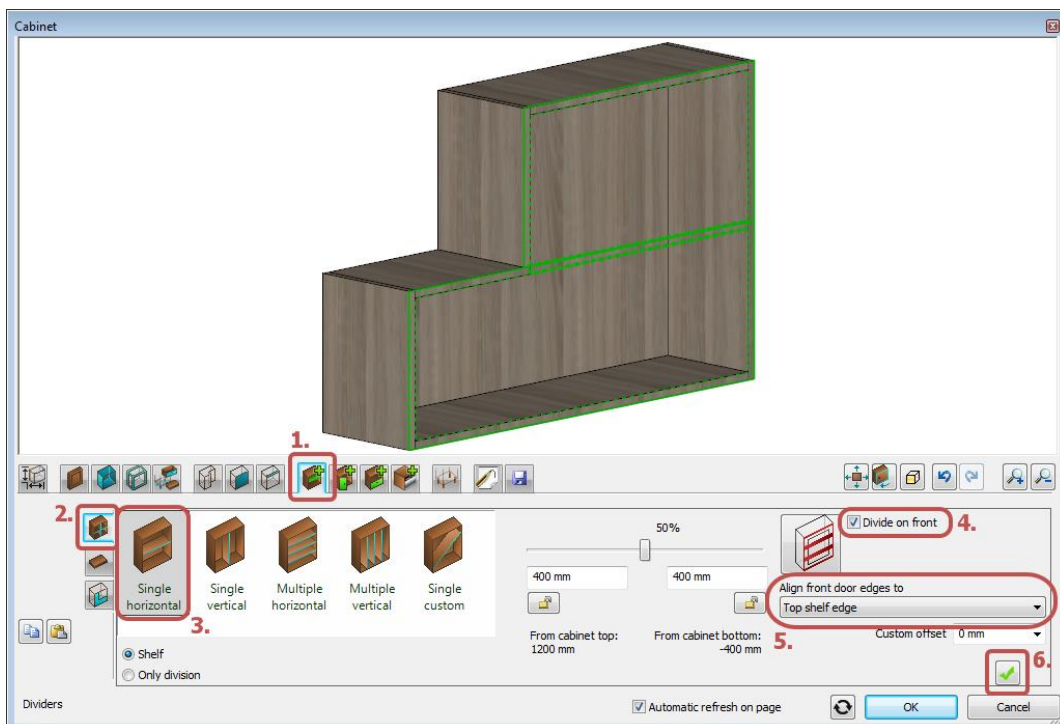 Cabinet
1.
2.
Single
horizontal
Single
vertical
Multiple
horizontal
Multiple
vertical
Single
custom
3.
Shelf
Only division
50%
400 mm
400 mm
From cabinet top:
1200 mm
From cabinet bottom:
-400 mm
Divide on front
4.
Align front door edges to
Top shelf edge
5.
Custom offset
0 mm
6.
Dividers
Automatic refresh on page
OK
Cancel